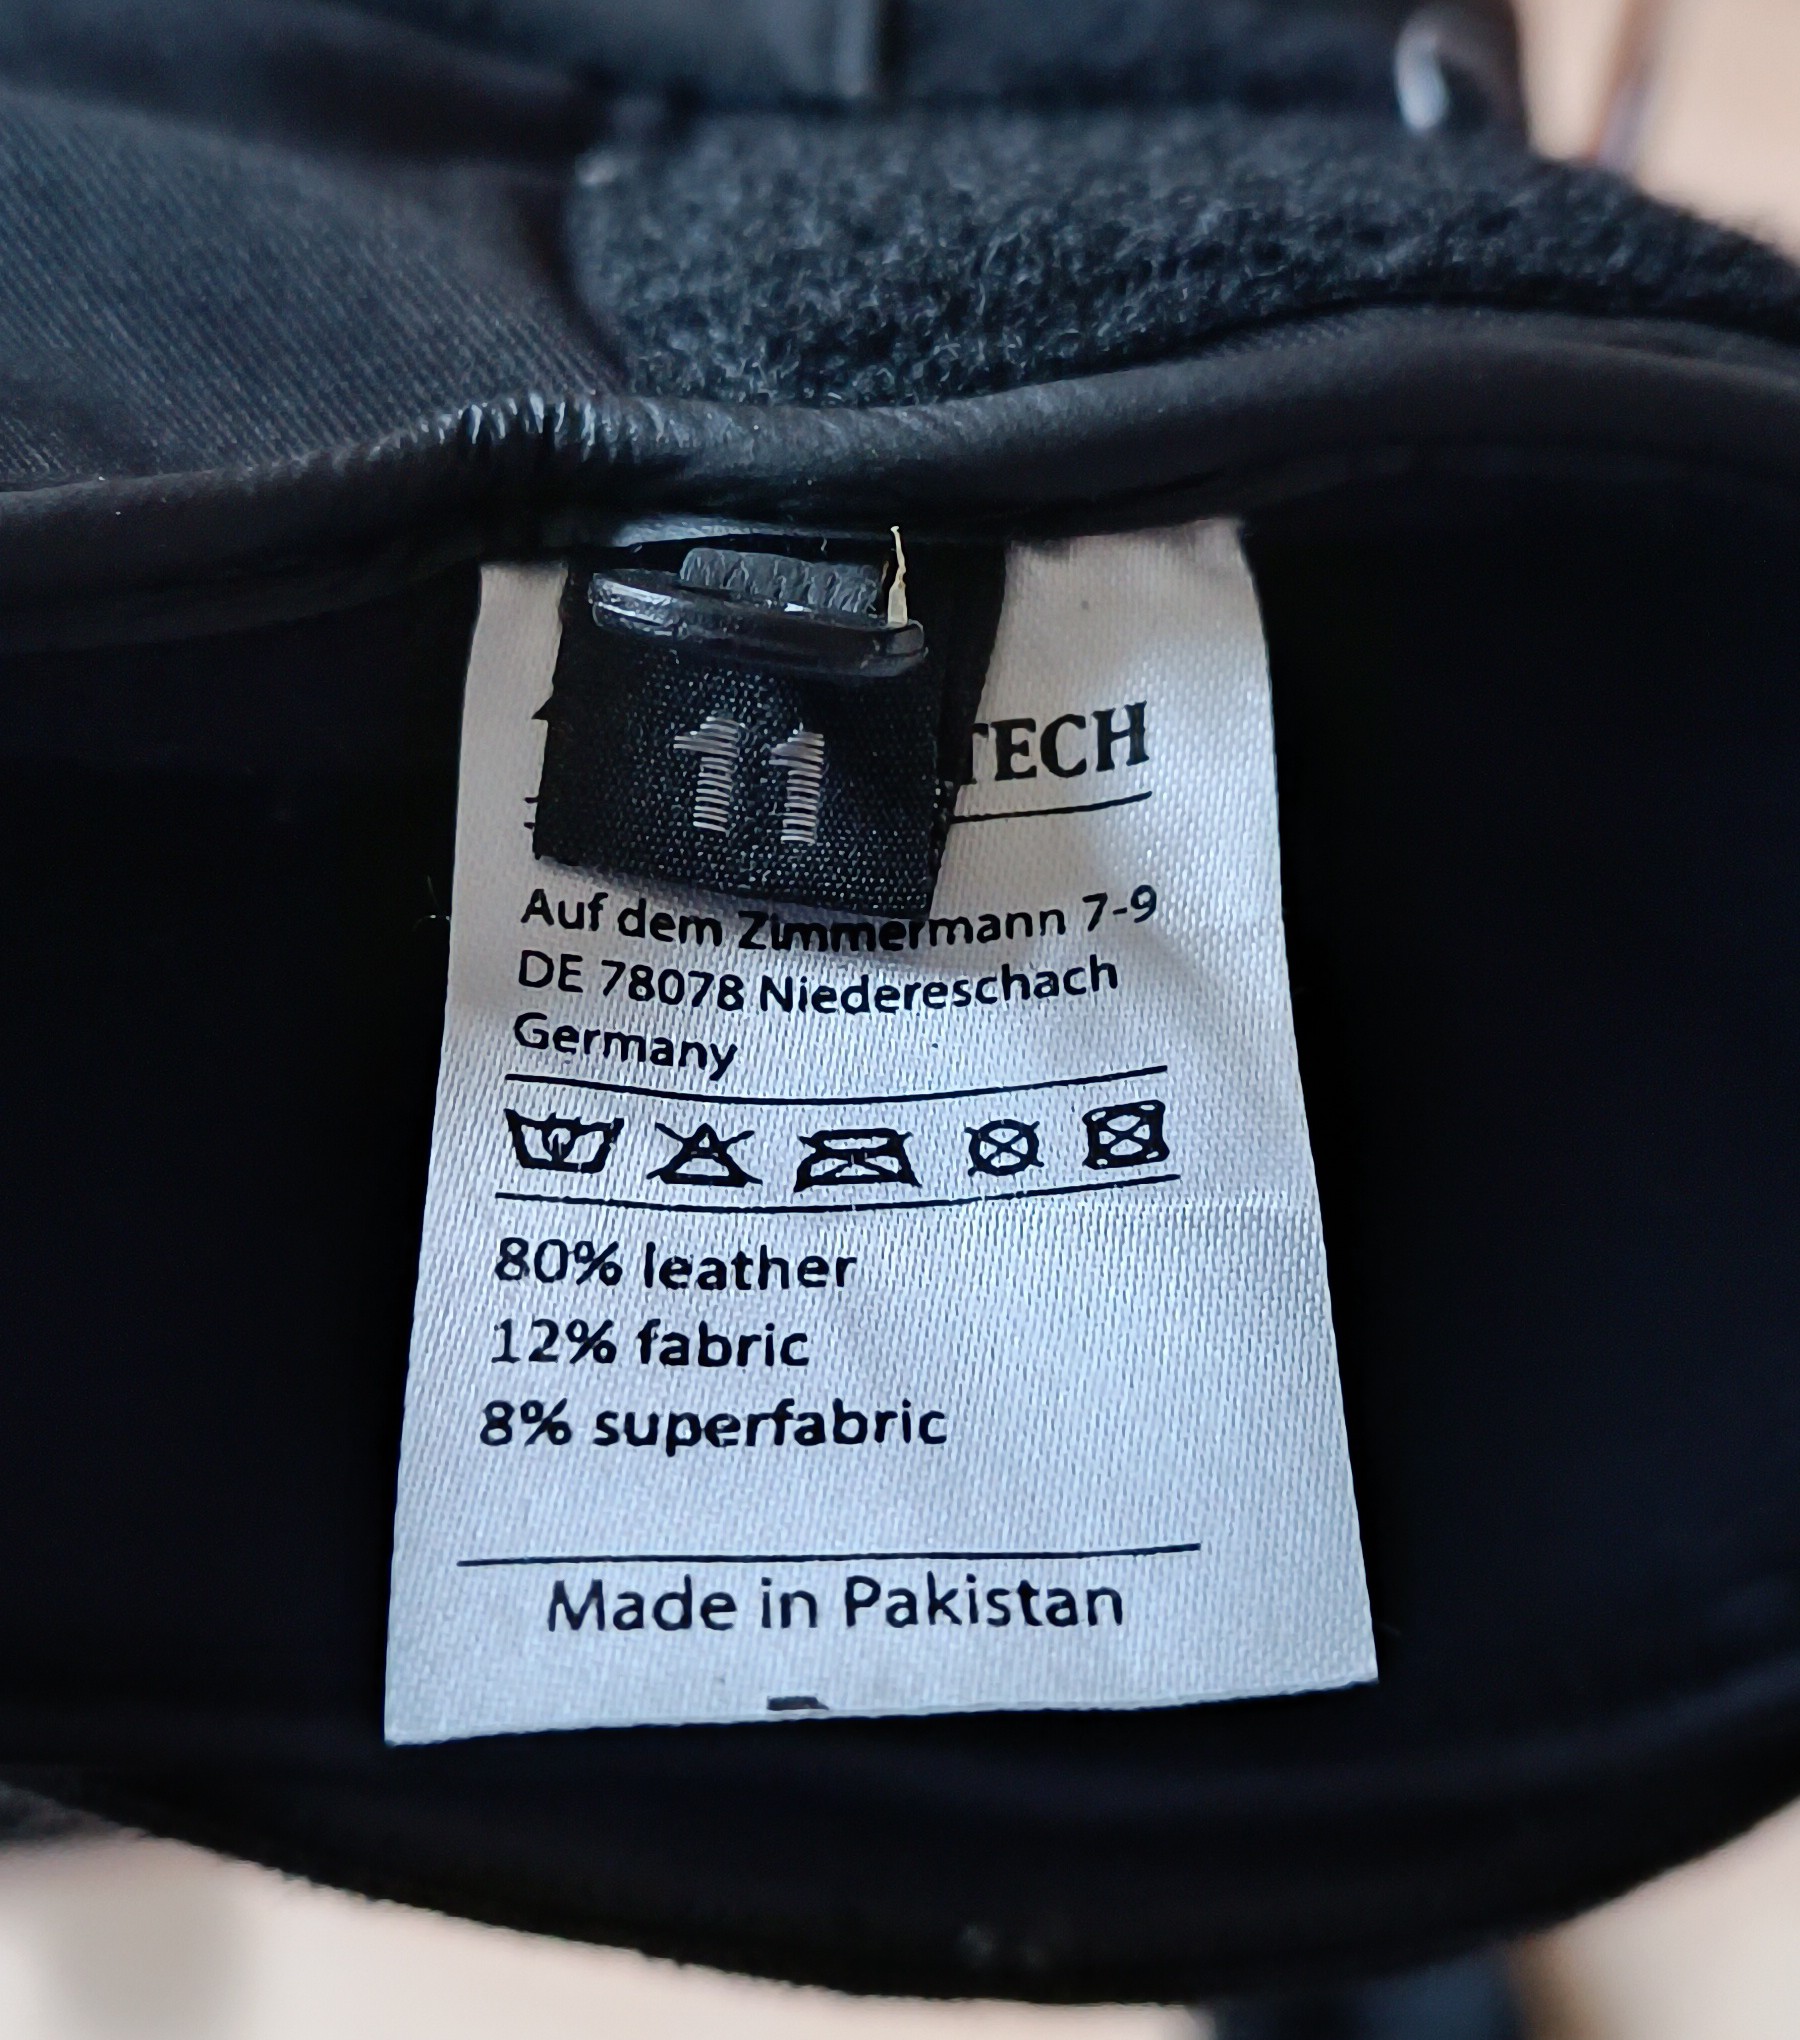 11
TECH
Auf dem Zimmermann 7-9
DE 78078 Niedereschach
Germany
80% leather
12% fabric
8% superfabric
Made in Pakistan